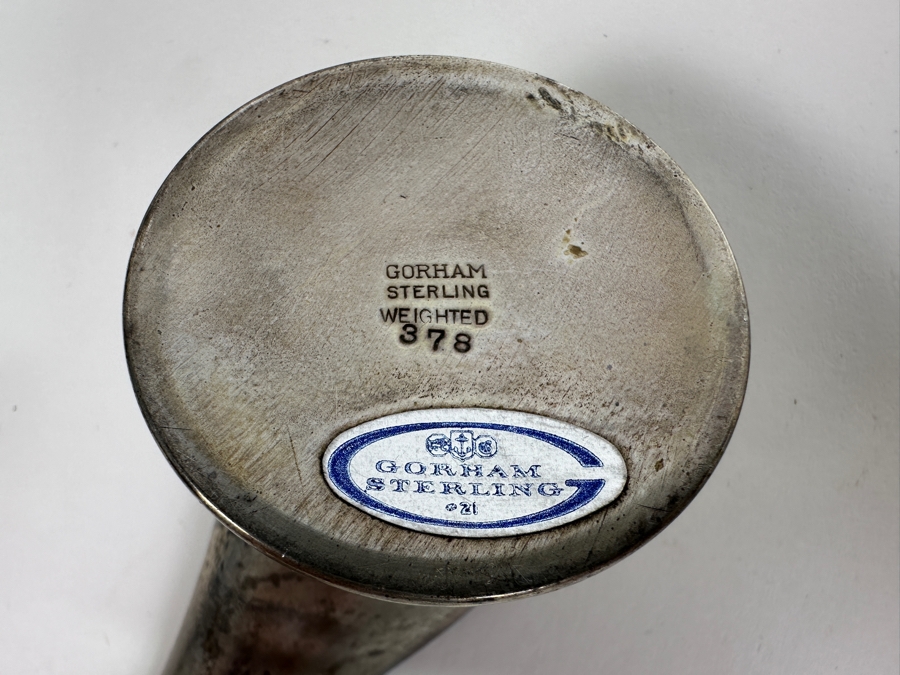 GORHAM
STERLING
WEIGHTED
378
GORHAM
STERLING
21